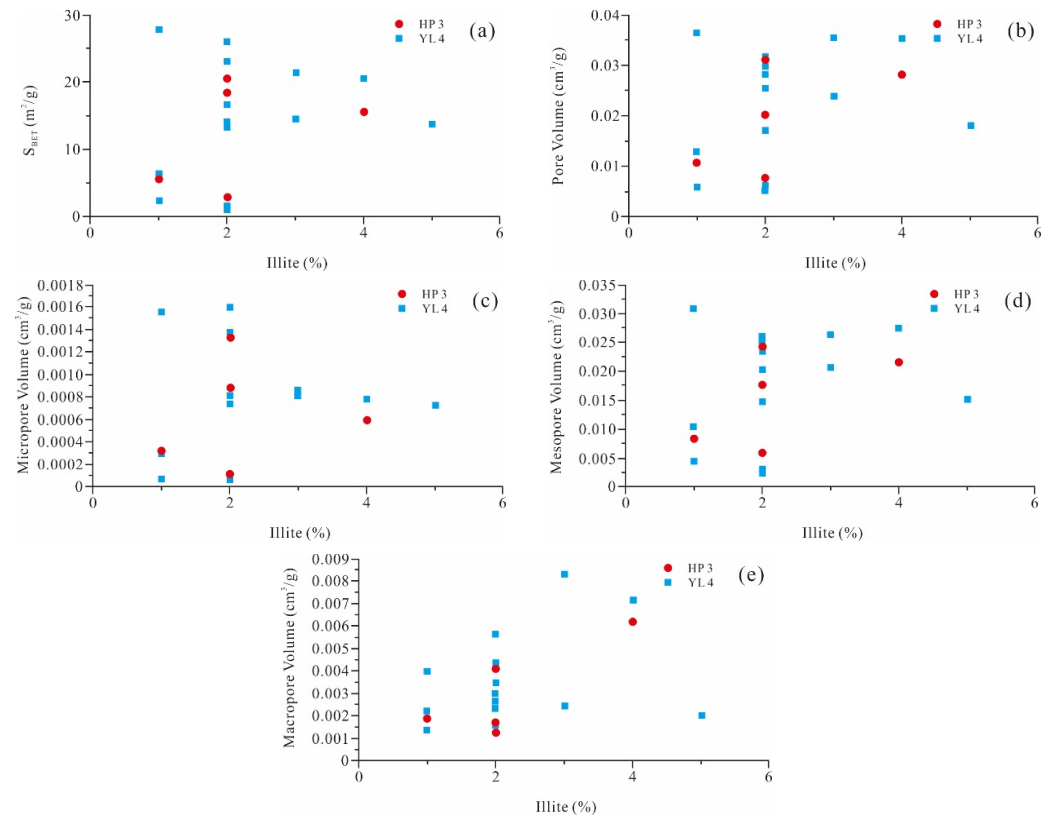 30
20
10
0
S_BET (m²/g)
HP 3
YL 4
(a)
0 2 4 6
Illite (%)
0.04
0.03
0.02
0.01
0
Pore Volume (cm³/g)
HP 3
YL 4
(b)
0 2 4 6
Illite (%)
0.0018
0.0016
0.0014
0.0012
0.0010
0.0008
0.0006
0.0004
0.0002
0
Micropore Volume (cm³/g)
HP 3
YL 4
(c)
0 2 4 6
Illite (%)
0.035
0.030
0.025
0.020
0.015
0.010
0.005
0
Mesopore Volume (cm³/g)
HP 3
YL 4
(d)
0 2 4 6
Illite (%)
0.009
0.008
0.007
0.006
0.005
0.004
0.003
0.002
0.001
0
Macropore Volume (cm³/g)
HP 3
YL 4
(e)
0 2 4 6
Illite (%)